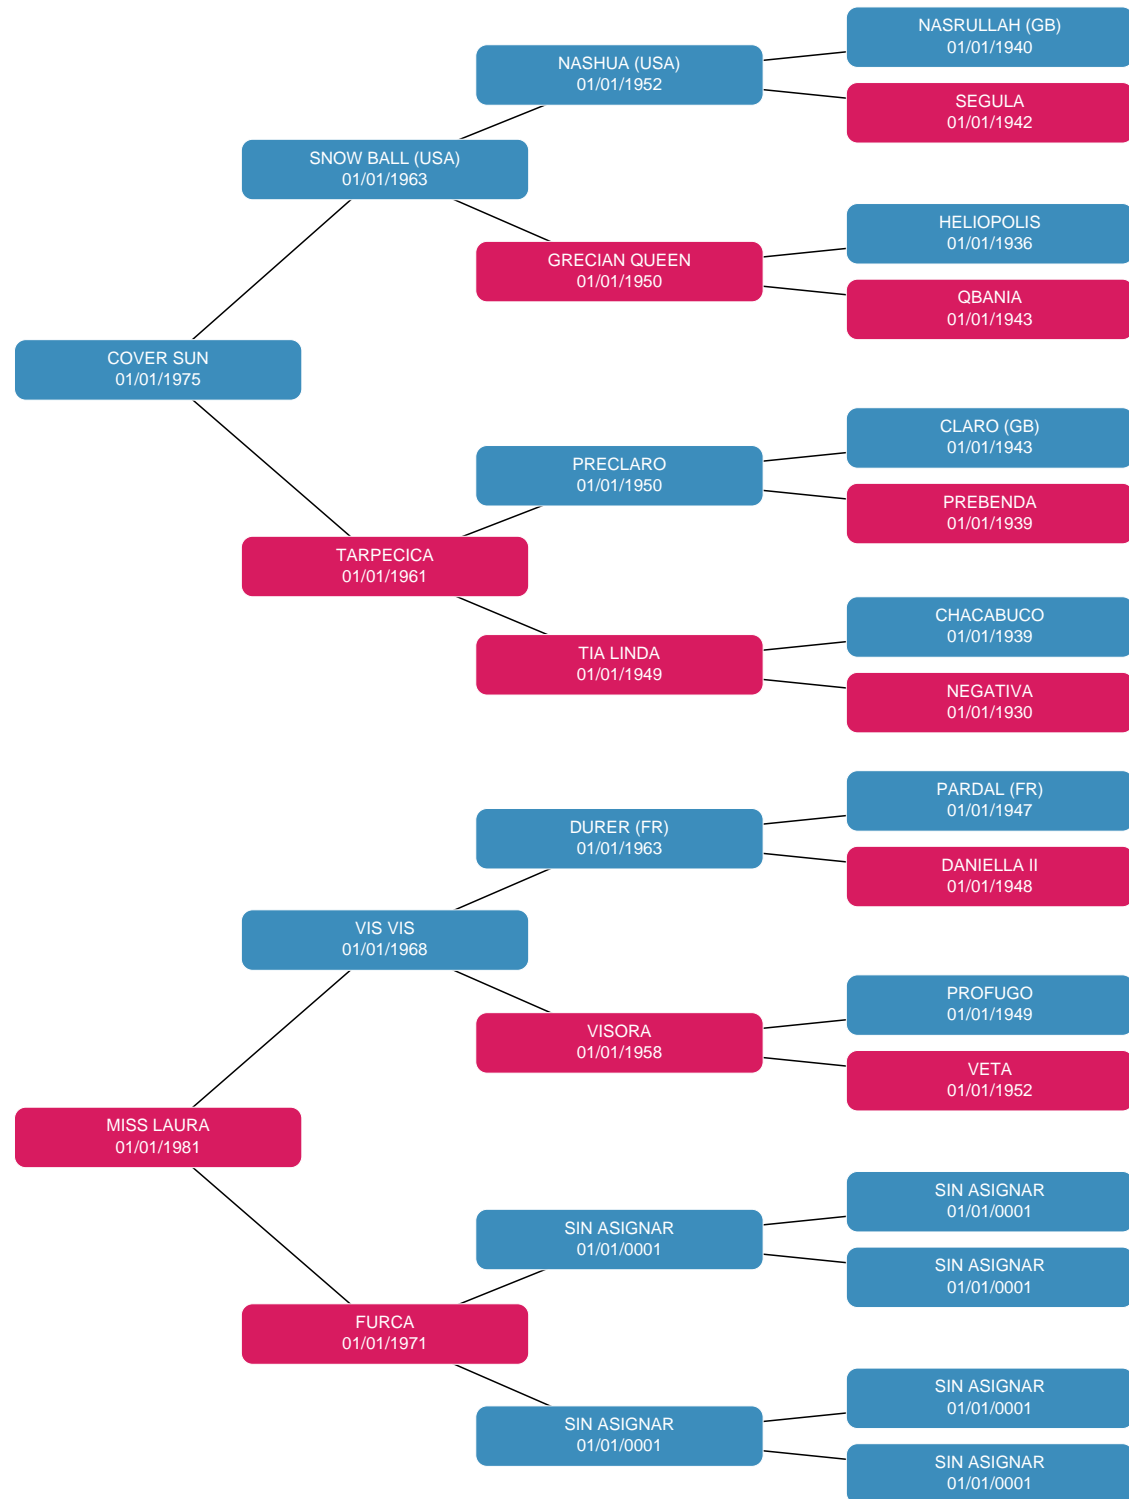 NASRULLAH (GB)
01/01/1940
NASHUA (USA)
01/01/1952
SEGULA
01/01/1942
SNOW BALL (USA)
01/01/1963
HELIOPOLIS
01/01/1936
GRECIAN QUEEN
01/01/1950
QBANIA
01/01/1943
COVER SUN
01/01/1975
CLARO (GB)
01/01/1943
PRECLARO
01/01/1950
PREBENDA
01/01/1939
TARPECICA
01/01/1961
CHACABUCO
01/01/1939
TIA LINDA
01/01/1949
NEGATIVA
01/01/1930
PARDAL (FR)
01/01/1947
DURER (FR)
01/01/1963
DANIELLA II
01/01/1948
VIS VIS
01/01/1968
PROFUGO
01/01/1949
VISORA
01/01/1958
VETA
01/01/1952
MISS LAURA
01/01/1981
SIN ASIGNAR
01/01/0001
SIN ASIGNAR
01/01/0001
SIN ASIGNAR
01/01/0001
FURCA
01/01/1971
SIN ASIGNAR
01/01/0001
SIN ASIGNAR
01/01/0001
SIN ASIGNAR
01/01/0001